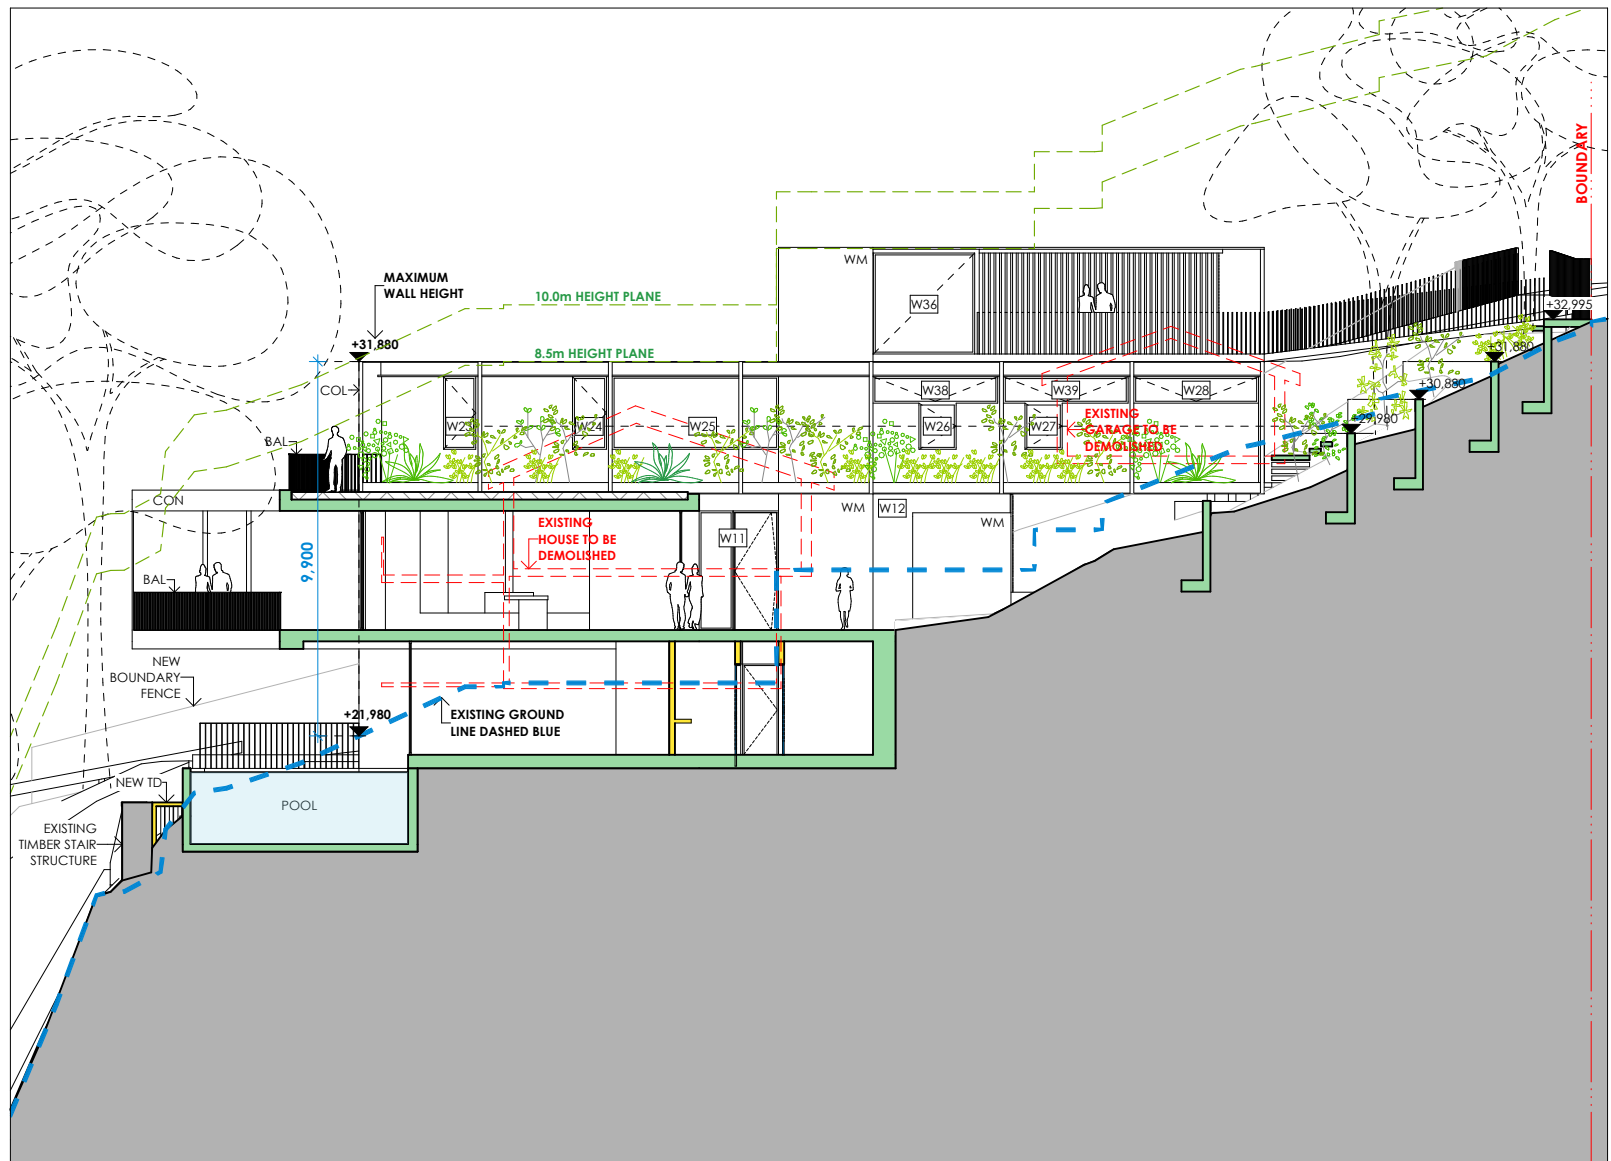 BOUNDARY
MAXIMUM
WALL HEIGHT
10.0m HEIGHT PLANE
WM
W36
+32,995
+31,880
8.5m HEIGHT PLANE
+31,880
COL
W38
W39
W28
+30,880
BAL
W23
W24
W25
W26
W27
EXISTING
GARAGE TO BE
DEMOLISHED
+29,980
CON
WM
W12
WM
EXISTING
HOUSE TO BE
DEMOLISHED
W11
9,900
BAL
NEW
BOUNDARY
FENCE
+21,980
EXISTING GROUND
LINE DASHED BLUE
NEW TD
POOL
EXISTING
TIMBER STAIR
STRUCTURE